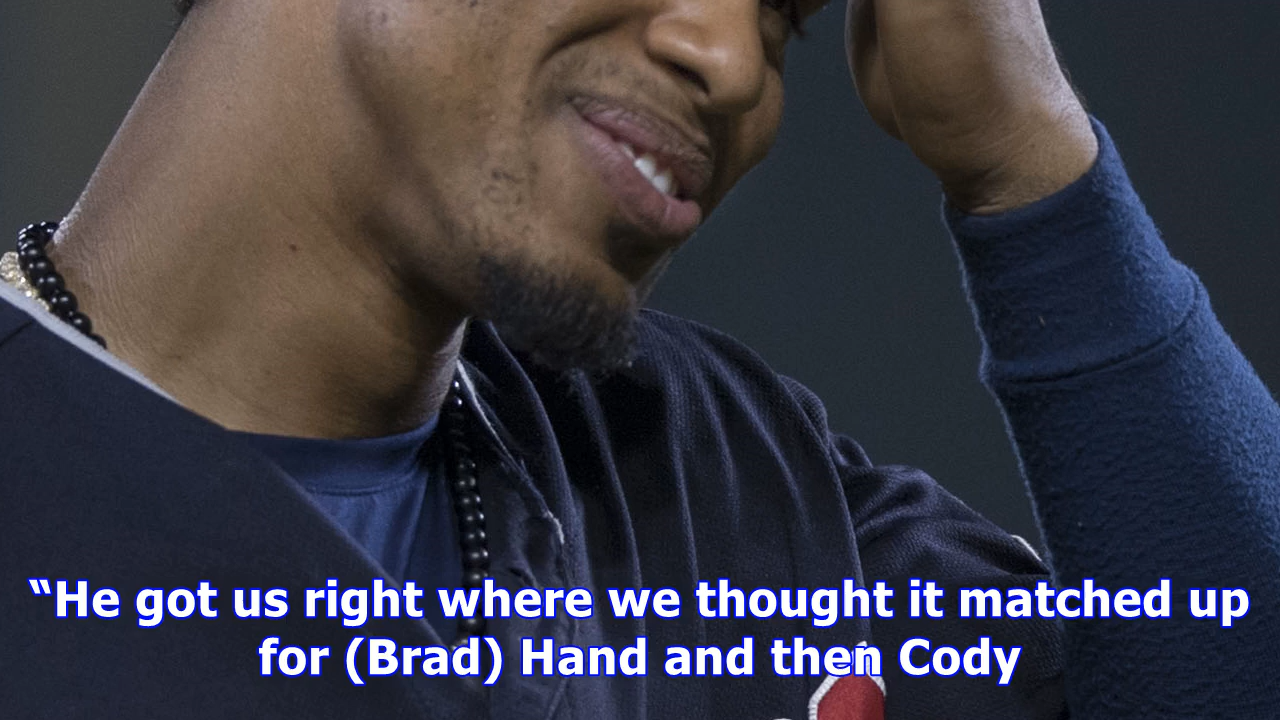 “He got us right where we thought it matched up
for (Brad) Hand and then Cody